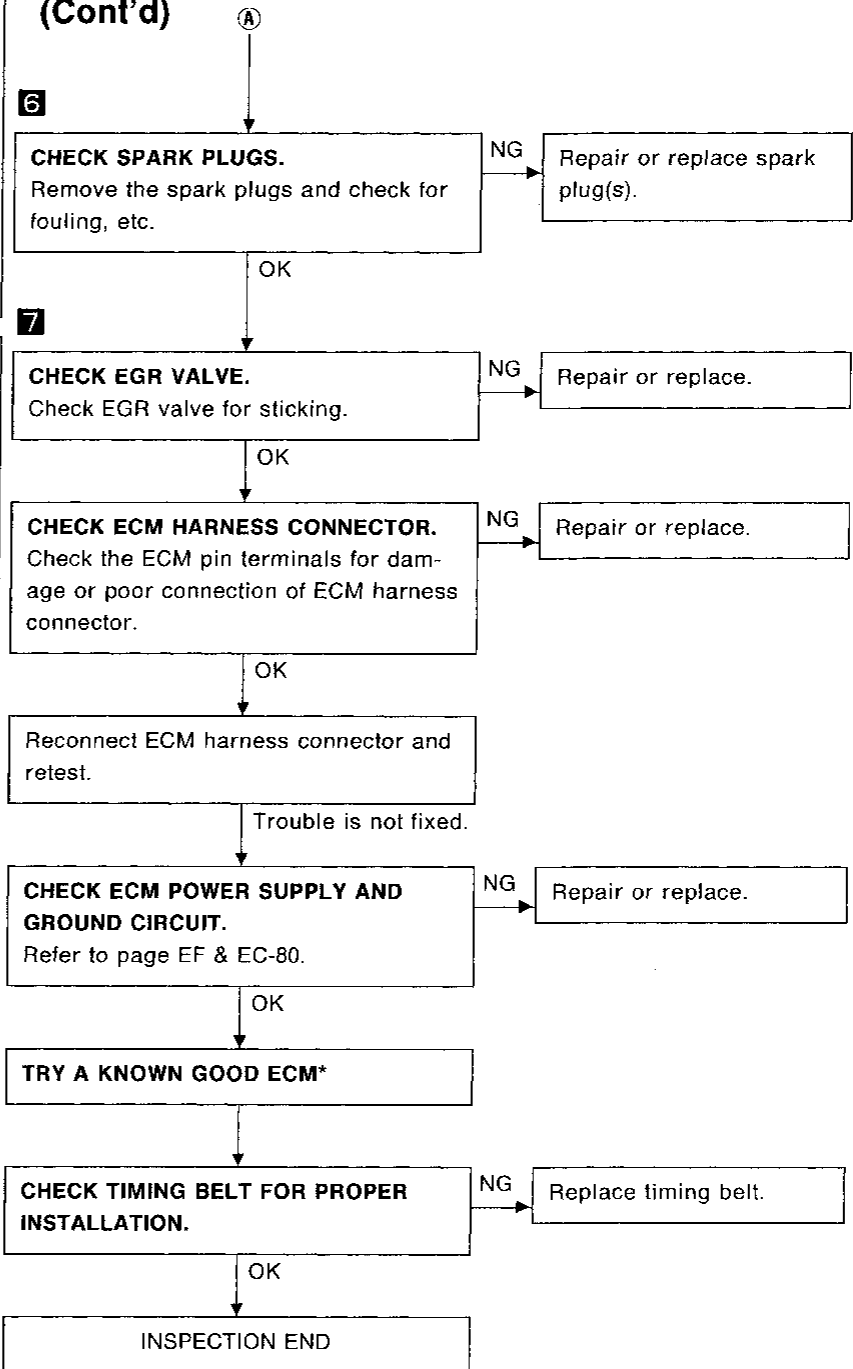 (Cont'd)
A
6
CHECK SPARK PLUGS.
Remove the spark plugs and check for
fouling, etc.
NG
Repair or replace spark
plug(s).
OK
7
CHECK EGR VALVE.
Check EGR valve for sticking.
NG
Repair or replace.
OK
CHECK ECM HARNESS CONNECTOR.
Check the ECM pin terminals for dam-
age or poor connection of ECM harness
connector.
NG
Repair or replace.
OK
Reconnect ECM harness connector and
retest.
Trouble is not fixed.
CHECK ECM POWER SUPPLY AND
GROUND CIRCUIT.
Refer to page EF & EC-80.
NG
Repair or replace.
OK
TRY A KNOWN GOOD ECM*
CHECK TIMING BELT FOR PROPER
INSTALLATION.
NG
Replace timing belt.
OK
INSPECTION END